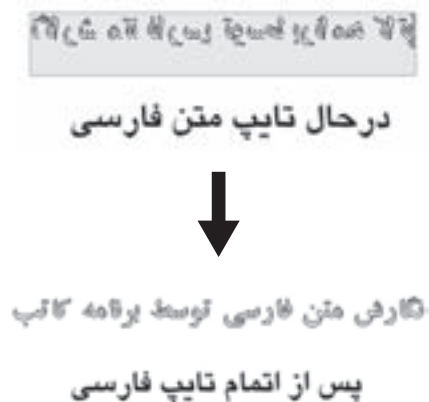 درحال تایپ متن فارسی
نگارش متن فارسی توسط برنامه کاتب
پس از اتمام تایپ فارسی